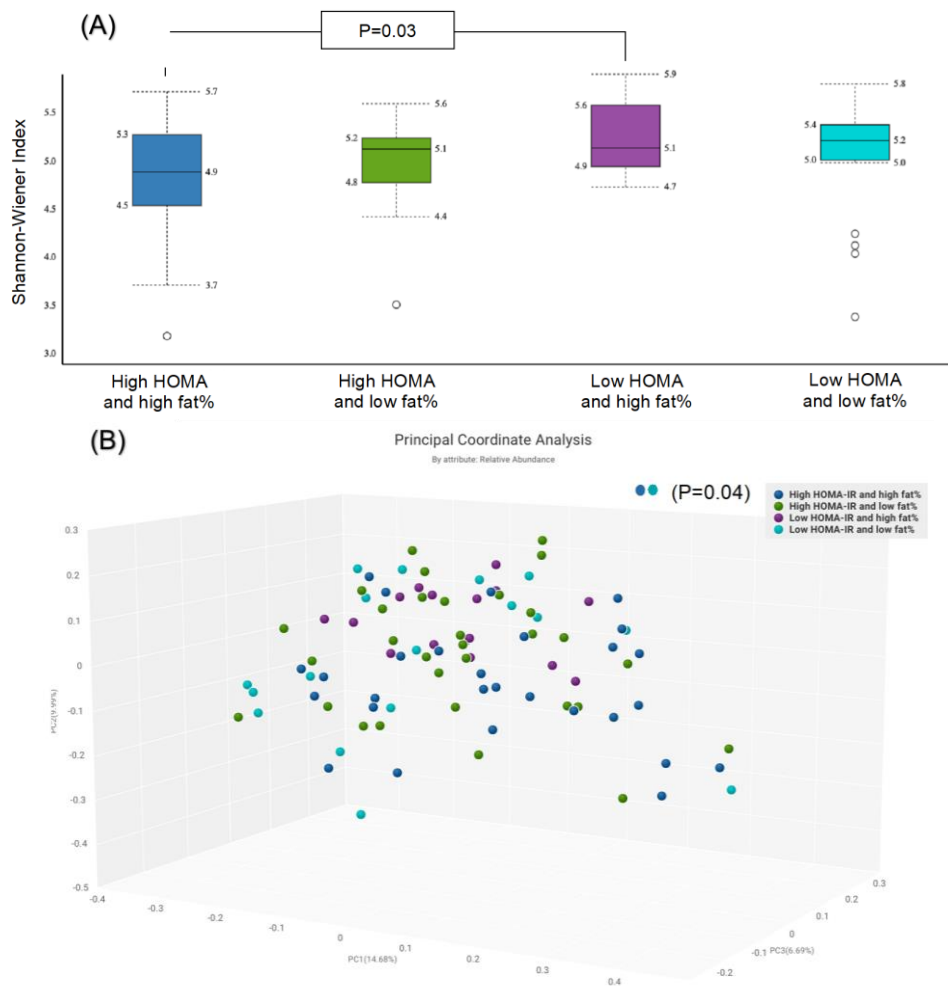 (A)
P=0.03
Shannon-Wiener Index
5.5
5.0
4.5
4.0
3.5
3.0
5.7
5.3
4.9
4.5
3.7
5.6
5.2
5.1
4.8
4.4
5.9
5.6
5.1
4.9
4.7
5.8
5.4
5.2
5.0
5.0
High HOMA
and high fat%
High HOMA
and low fat%
Low HOMA
and high fat%
Low HOMA
and low fat%
(B)
Principal Coordinate Analysis
By attribute: Relative Abundance
(P=0.04)
High HOMA-IR and high fat%
High HOMA-IR and low fat%
Low HOMA-IR and high fat%
Low HOMA-IR and low fat%
0.3
0.2
0.1
0
-0.1
-0.2
-0.3
-0.4
-0.5
PC2(9.99%)
-0.4
-0.3
-0.2
-0.1
0
0.1
0.2
0.3
0.4
PC1(14.68%)
-0.2
-0.1
0
0.1
0.2
0.3
PC3(6.69%)